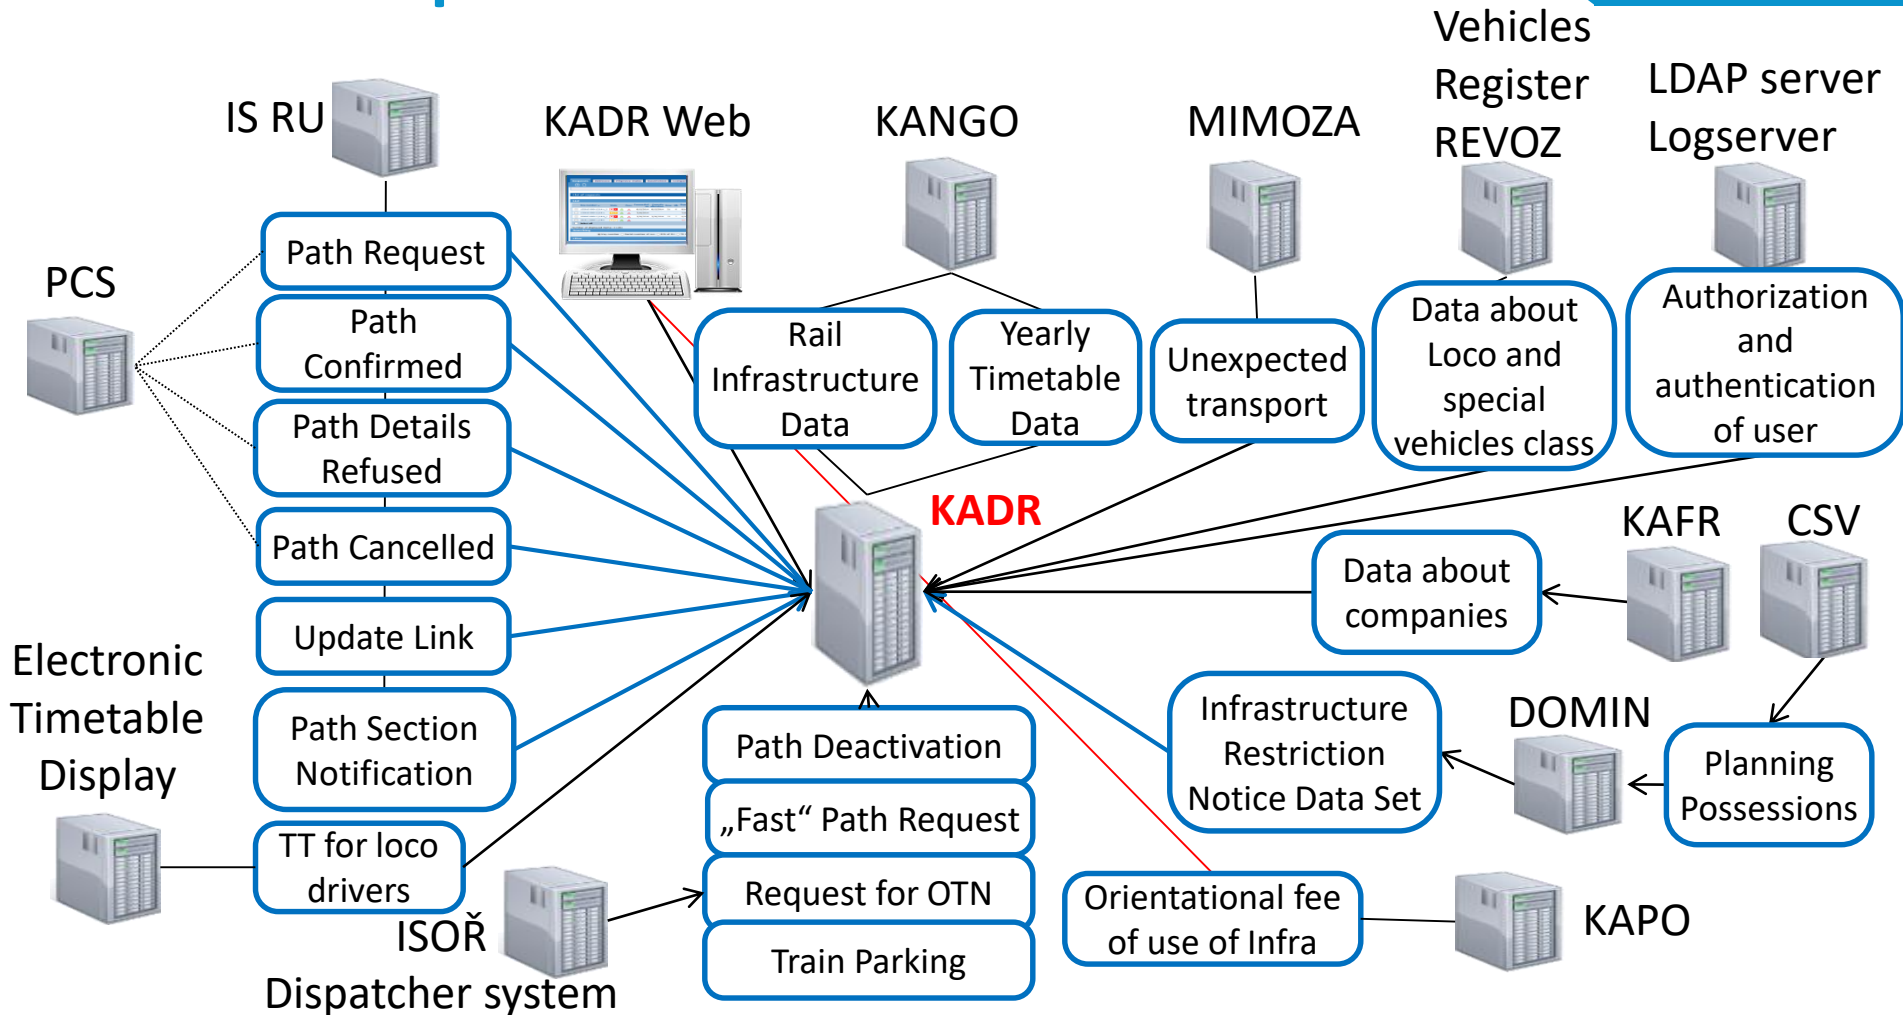 Vehicles
Register
REVOZ
LDAP server
Logserver
IS RU
KADR Web
KANGO
MIMOZA
PCS
Path Request
Path
Confirmed
Path Details
Refused
Path Cancelled
Update Link
Path Section
Notification
TT for loco
drivers
Electronic
Timetable
Display
Rail
Infrastructure
Data
Yearly
Timetable
Data
Unexpected
transport
Data about
Loco and
special
vehicles class
Authorization
and
authentication
of user
KADR
KAFR
CSV
Data about
companies
Infrastructure
Restriction
Notice Data Set
DOMIN
Planning
Possessions
Path Deactivation
„Fast“ Path Request
Request for OTN
Train Parking
ISOŘ
Dispatcher system
Orientational fee
of use of Infra
KAPO